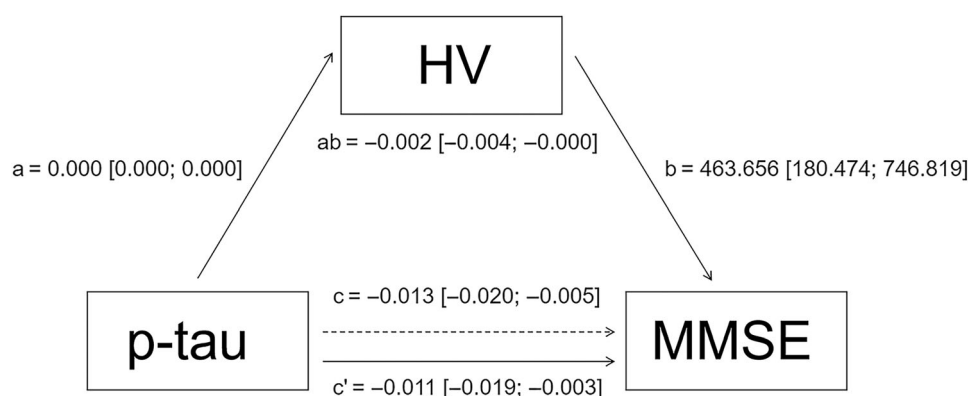 HV
ab = −0.002 [−0.004; −0.000]
a = 0.000 [0.000; 0.000]
b = 463.656 [180.474; 746.819]
c = −0.013 [−0.020; −0.005]
p-tau
MMSE
c' = −0.011 [−0.019; −0.003]